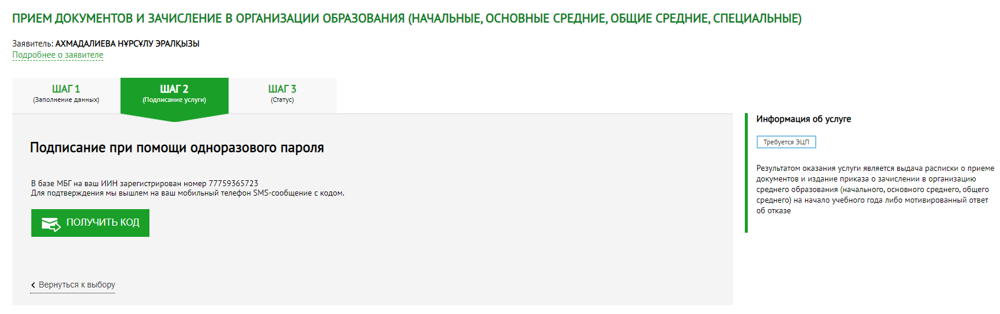 ПРИЕМ ДОКУМЕНТОВ И ЗАЧИСЛЕНИЕ В ОРГАНИЗАЦИИ ОБРАЗОВАНИЯ (НАЧАЛЬНЫЕ, ОСНОВНЫЕ СРЕДНИЕ, ОБЩИЕ СРЕДНИЕ, СПЕЦИАЛЬНЫЕ)
Заявитель: АХМАДАЛИЕВА НҰРСҰЛУ ЭРАЛҚЫЗЫ
Подробнее о заявителе
ШАГ 1
(Заполнение данных)
ШАГ 2
(Подписание услуги)
ШАГ 3
(Статус)
Подписание при помощи одноразового пароля
В базе МБГ на ваш ИИН зарегистрирован номер 77759365723
Для подтверждения мы вышлем на ваш мобильный телефон SMS-сообщение с кодом.
ПОЛУЧИТЬ КОД
Вернуться к выбору
Информация об услуге
Требуется ЭЦП
Результатом оказания услуги является выдача расписки о приеме
документов и издание приказа о зачислении в организацию
среднего образования (начального, основного среднего, общего
среднего) на начало учебного года либо мотивированный ответ
об отказе